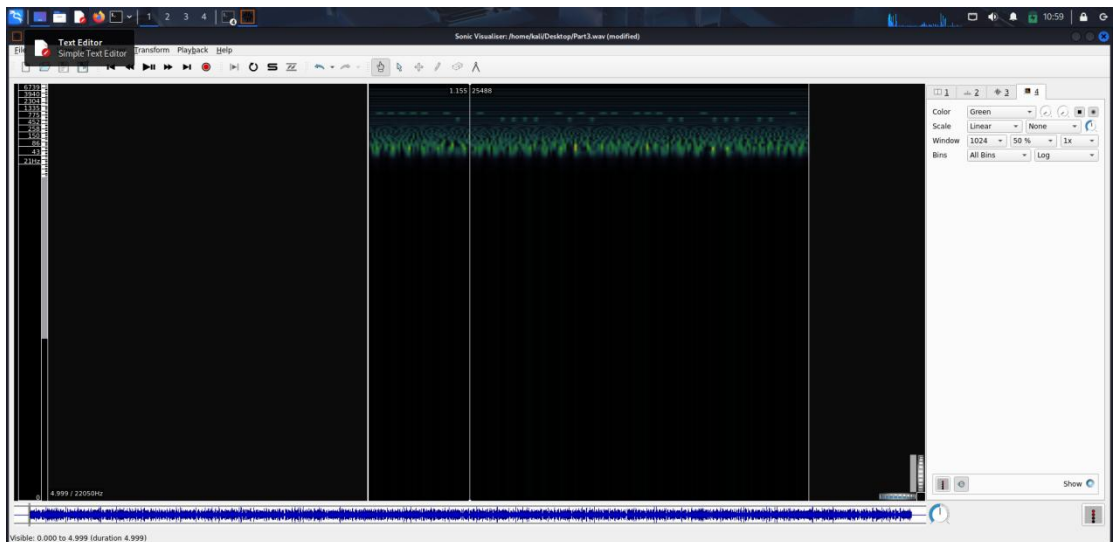 1 2 3 4
10:59
Sonic Visualiser: /home/kali/Desktop/Part3.wav (modified)
Text Editor
Simple Text Editor
File Transform Playback Help
6739
3940
2304
1335
775
452
258
150
86
43
21Hz
0
1.155 25488
4.999 / 22050Hz
1 2 3 4
Color Green
Scale Linear None
Window 1024 50 % 1x
Bins All Bins Log
Show
Visible: 0.000 to 4.999 (duration 4.999)